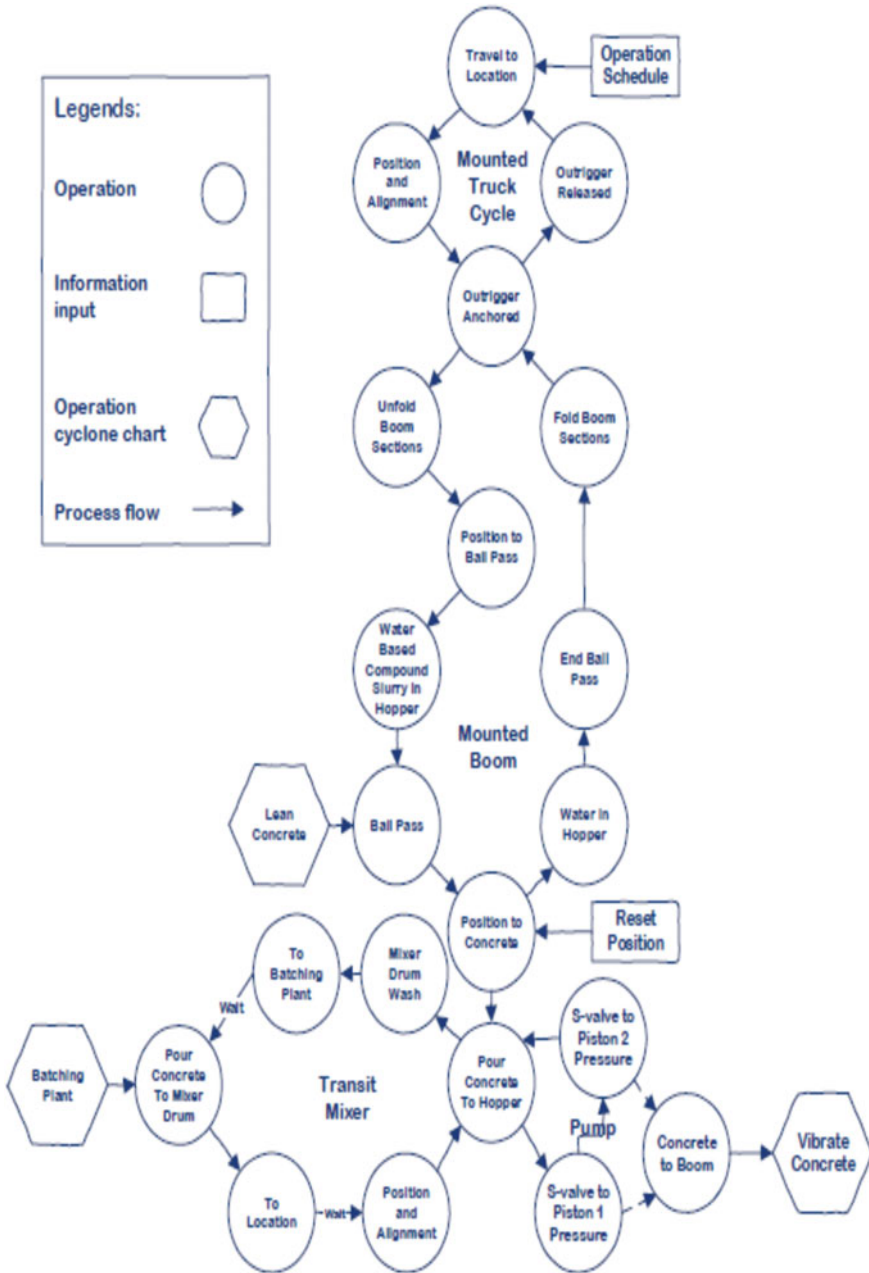 Legends:
Operation
Information
input
Operation
cyclone chart
Process flow
Travel to
Location
Operation
Schedule
Position
and
Alignment
Mounted
Truck
Cycle
Outrigger
Released
Outrigger
Anchored
Unfold
Boom
Sections
Fold Boom
Sections
Position to
Ball Pass
Water
Based
Compound
Slurry In
Hopper
End Ball
Pass
Mounted
Boom
Lean
Concrete
Ball Pass
Water In
Hopper
Position to
Concrete
Reset
Position
To
Batching
Plant
Mixer
Drum
Wash
Wait
S-valve to
Piston 2
Pressure
Batching
Plant
Pour
Concrete
To Mixer
Drum
Transit
Mixer
Pour
Concrete
To Hopper
Pump
Concrete
to Boom
Vibrate
Concrete
To
Location
Wait
Position
and
Alignment
S-valve to
Piston 1
Pressure